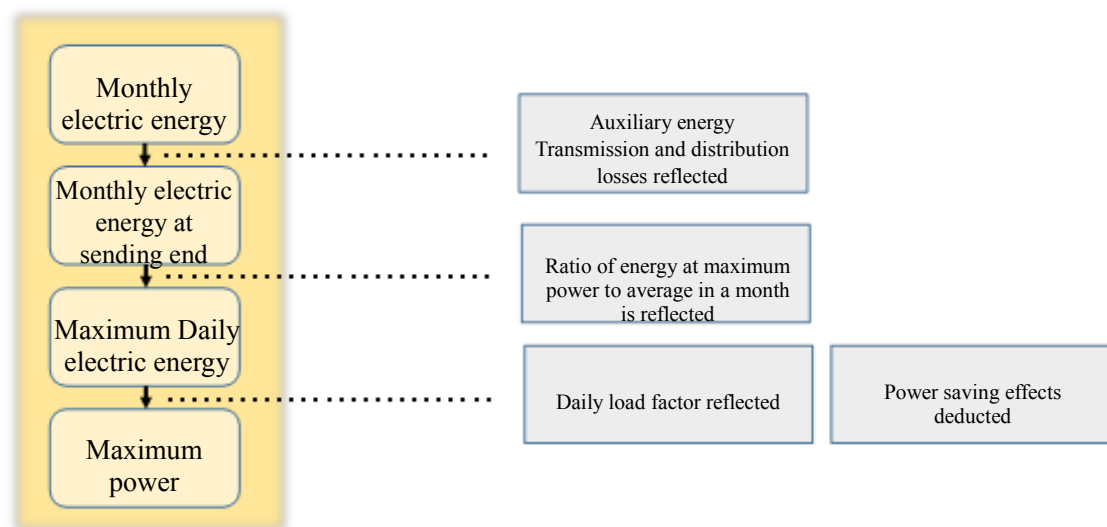 Monthly
electric energy
Auxiliary energy
Transmission and distribution
losses reflected
Monthly electric
energy at
sending end
Ratio of energy at maximum
power to average in a month
is reflected
Maximum Daily
electric energy
Daily load factor reflected
Power saving effects
deducted
Maximum
power